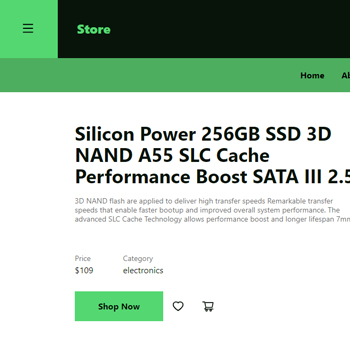 Store
Home
Silicon Power 256GB SSD 3D
NAND A55 SLC Cache
Performance Boost SATA III 2.5
3D NAND flash are applied to deliver high transfer speeds Remarkable transfer
speeds that enable faster bootup and improved overall system performance. The
advanced SLC Cache Technology allows performance boost and longer lifespan 7mm
Price
Category
$109
electronics
Shop Now